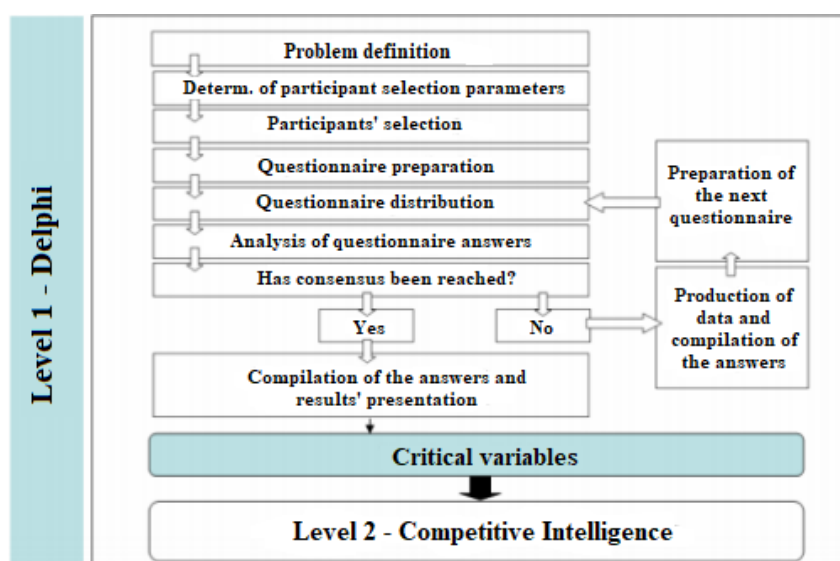 Level 1 - Delphi
Problem definition
Determ. of participant selection parameters
Participants' selection
Questionnaire preparation
Questionnaire distribution
Analysis of questionnaire answers
Has consensus been reached?
Yes
No
Preparation of
the next
questionnaire
Production of
data and
compilation of
the answers
Compilation of the answers and
results' presentation
Critical variables
Level 2 - Competitive Intelligence